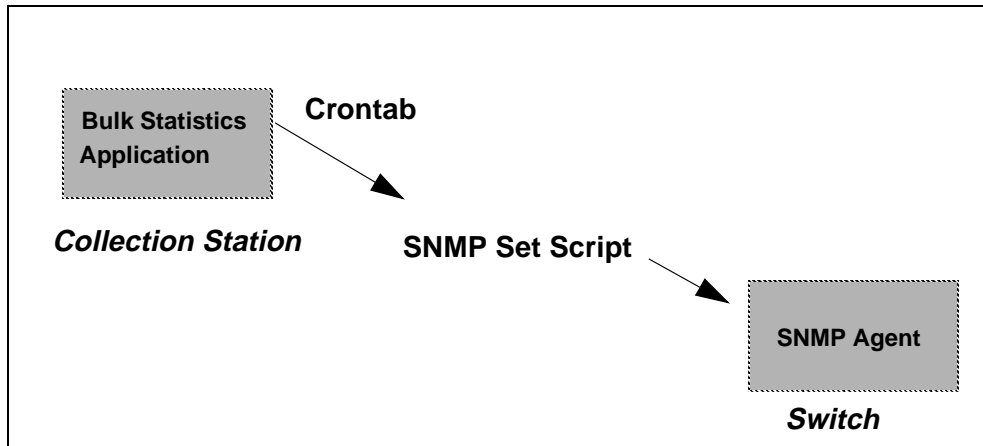 Bulk Statistics
Application
Crontab
Collection Station
SNMP Set Script
SNMP Agent
Switch